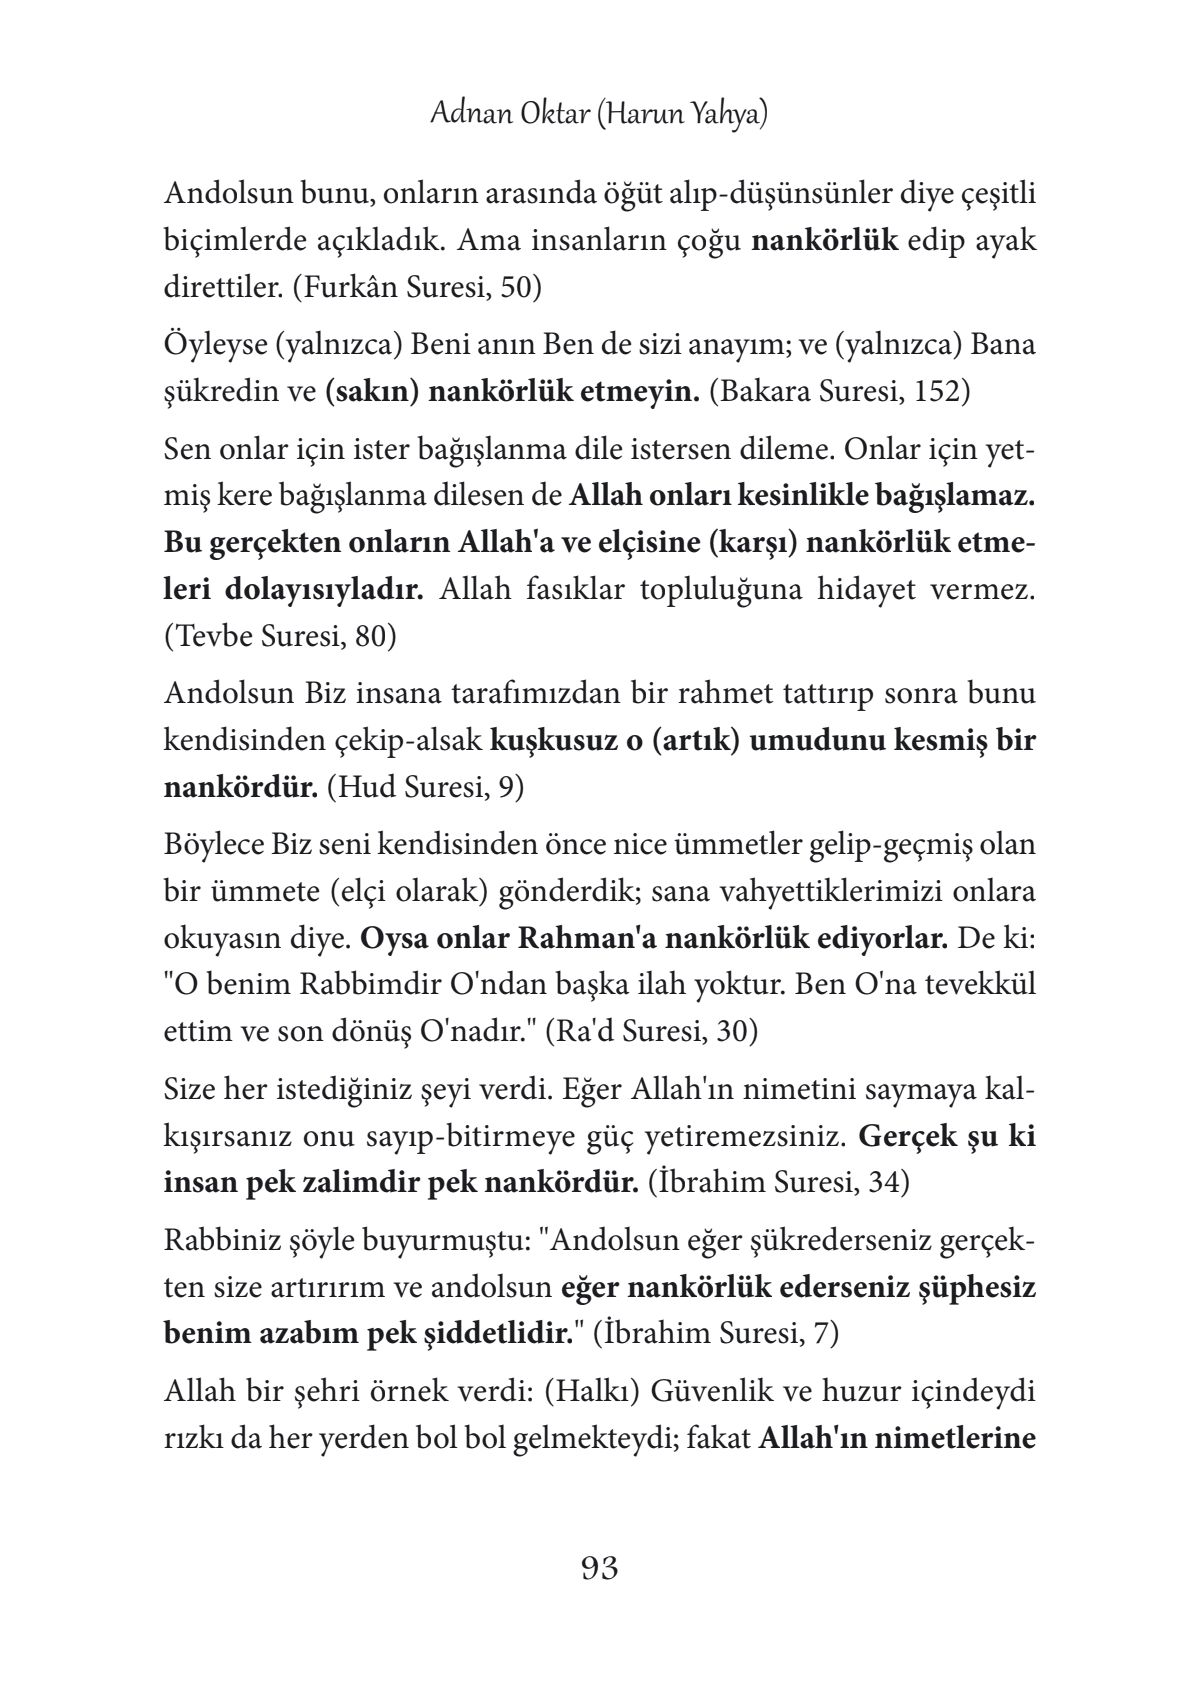 Adnan Oktar (Harun Yahya)
Andolsun bunu, onların arasında öğüt alıp-düşünsünler diye çeşitli
biçimlerde açıkladık. Ama insanların çoğu nankörlük edip ayak
direttiler. (Furkân Suresi, 50)
Öyleyse (yalnızca) Beni anın Ben de sizi anayım; ve (yalnızca) Bana
şükredin ve (sakın) nankörlük etmeyin. (Bakara Suresi, 152)
Sen onlar için ister bağışlanma dile istersen dileme. Onlar için yet-
miş kere bağışlanma dilesen de Allah onları kesinlikle bağışlamaz.
Bu gerçekten onların Allah'a ve elçisine (karşı) nankörlük etme-
leri dolayısıyladır. Allah fasıklar topluluğuna hidayet vermez.
(Tevbe Suresi, 80)
Andolsun Biz insana tarafımızdan bir rahmet tattırıp sonra bunu
kendisinden çekip-alsak kuşkusuz o (artık) umudunu kesmiş bir
nankördür. (Hud Suresi, 9)
Böylece Biz seni kendisinden önce nice ümmetler gelip-geçmiş olan
bir ümmete (elçi olarak) gönderdik; sana vahyettiklerimizi onlara
okuyasın diye. Oysa onlar Rahman'a nankörlük ediyorlar. De ki:
"O benim Rabbimdir O'ndan başka ilah yoktur. Ben O'na tevekkül
ettim ve son dönüş O'nadır." (Ra'd Suresi, 30)
Size her istediğiniz şeyi verdi. Eğer Allah'ın nimetini saymaya kal-
kışırsanız onu sayıp-bitirmeye güç yetiremezsiniz. Gerçek şu ki
insan pek zalimdir pek nankördür. (İbrahim Suresi, 34)
Rabbiniz şöyle buyurmuştu: "Andolsun eğer şükrederseniz gerçek-
ten size artırırım ve andolsun eğer nankörlük ederseniz şüphesiz
benim azabım pek şiddetlidir." (İbrahim Suresi, 7)
Allah bir şehri örnek verdi: (Halkı) Güvenlik ve huzur içindeydi
rızkı da her yerden bol bol gelmekteydi; fakat Allah'ın nimetlerine
93